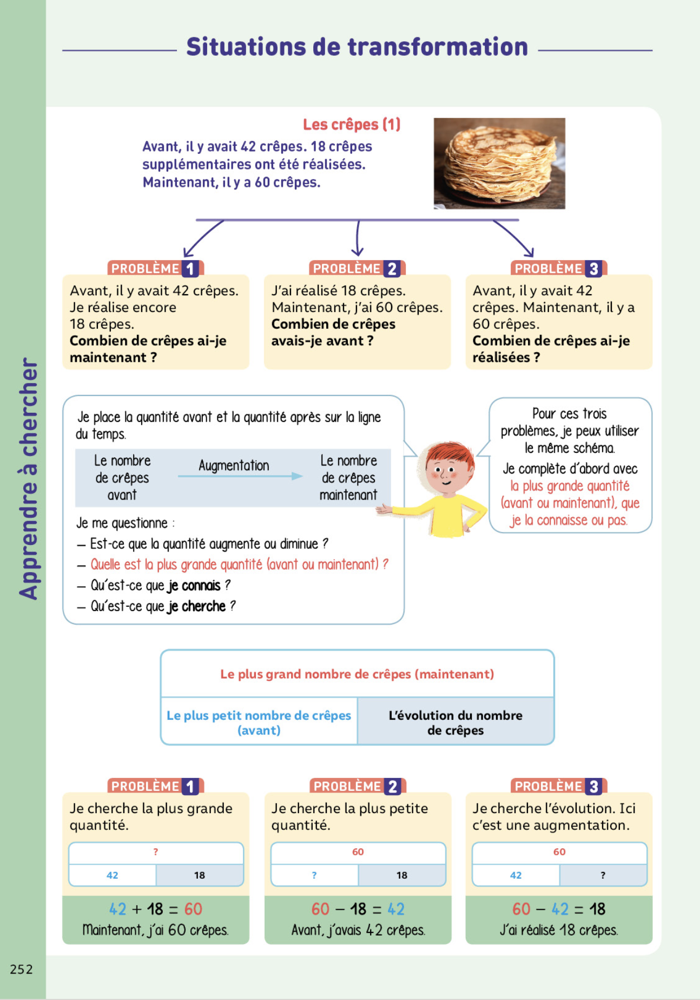 Situations de transformation
Les crêpes (1)
Avant, il y avait 42 crêpes. 18 crêpes
supplémentaires ont été réalisées.
Maintenant, il y a 60 crêpes.
PROBLÈME 1
Avant, il y avait 42 crêpes.
Je réalise encore
18 crêpes.
Combien de crêpes ai-je
maintenant ?
PROBLÈME 2
J'ai réalisé 18 crêpes.
Maintenant, j'ai 60 crêpes.
Combien de crêpes
avais-je avant ?
PROBLÈME 3
Avant, il y avait 42
crêpes. Maintenant, il y a
60 crêpes.
Combien de crêpes ai-je
réalisées ?
Apprendre à chercher
Je place la quantité avant et la quantité après sur la ligne
du temps.
Le nombre
de crêpes
avant
Augmentation
Le nombre
de crêpes
maintenant
Je me questionne :
– Est-ce que la quantité augmente ou diminue ?
– Quelle est la plus grande quantité (avant ou maintenant) ?
– Qu'est-ce que je connais ?
– Qu'est-ce que je cherche ?
Pour ces trois
problèmes, je peux utiliser
le même schéma.
Je complète d'abord avec
la plus grande quantité
(avant ou maintenant), que
je la connaisse ou pas.
Le plus grand nombre de crêpes (maintenant)
Le plus petit nombre de crêpes
(avant)
L'évolution du nombre
de crêpes
PROBLÈME 1
Je cherche la plus grande
quantité.
?
42 18
42 + 18 = 60
Maintenant, j'ai 60 crêpes.
PROBLÈME 2
Je cherche la plus petite
quantité.
60
? 18
60 – 18 = 42
Avant, j'avais 42 crêpes.
PROBLÈME 3
Je cherche l'évolution. Ici
c'est une augmentation.
60
42 ?
60 – 42 = 18
J'ai réalisé 18 crêpes.
252